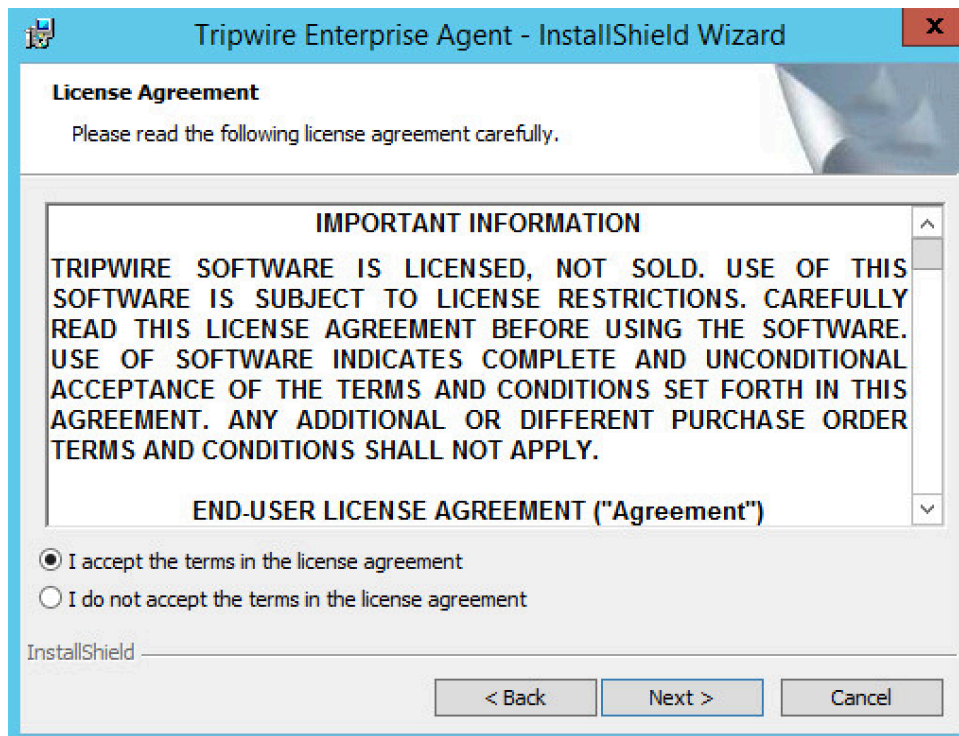 Tripwire Enterprise Agent - InstallShield Wizard
x
License Agreement
Please read the following license agreement carefully.
IMPORTANT INFORMATION
TRIPWIRE SOFTWARE IS LICENSED, NOT SOLD. USE OF THIS
SOFTWARE IS SUBJECT TO LICENSE RESTRICTIONS. CAREFULLY
READ THIS LICENSE AGREEMENT BEFORE USING THE SOFTWARE.
USE OF SOFTWARE INDICATES COMPLETE AND UNCONDITIONAL
ACCEPTANCE OF THE TERMS AND CONDITIONS SET FORTH IN THIS
AGREEMENT. ANY ADDITIONAL OR DIFFERENT PURCHASE ORDER
TERMS AND CONDITIONS SHALL NOT APPLY.
END-USER LICENSE AGREEMENT ("Agreement")
I accept the terms in the license agreement
I do not accept the terms in the license agreement
InstallShield
< Back
Next >
Cancel